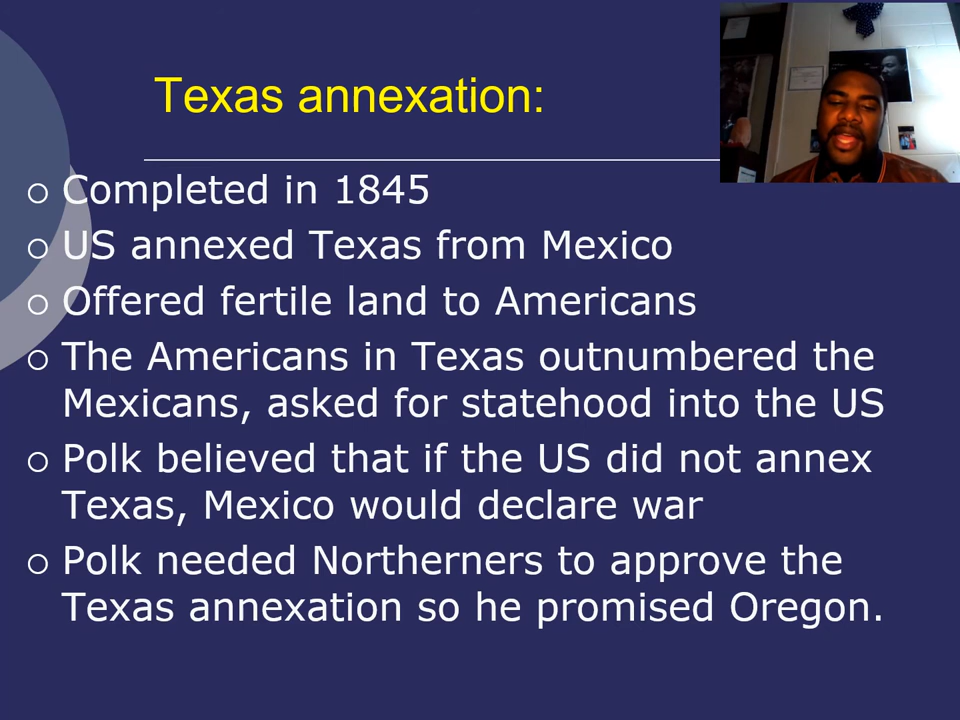 Texas annexation:
Completed in 1845
US annexed Texas from Mexico
Offered fertile land to Americans
The Americans in Texas outnumbered the
Mexicans, asked for statehood into the US
Polk believed that if the US did not annex
Texas, Mexico would declare war
Polk needed Northerners to approve the
Texas annexation so he promised Oregon.